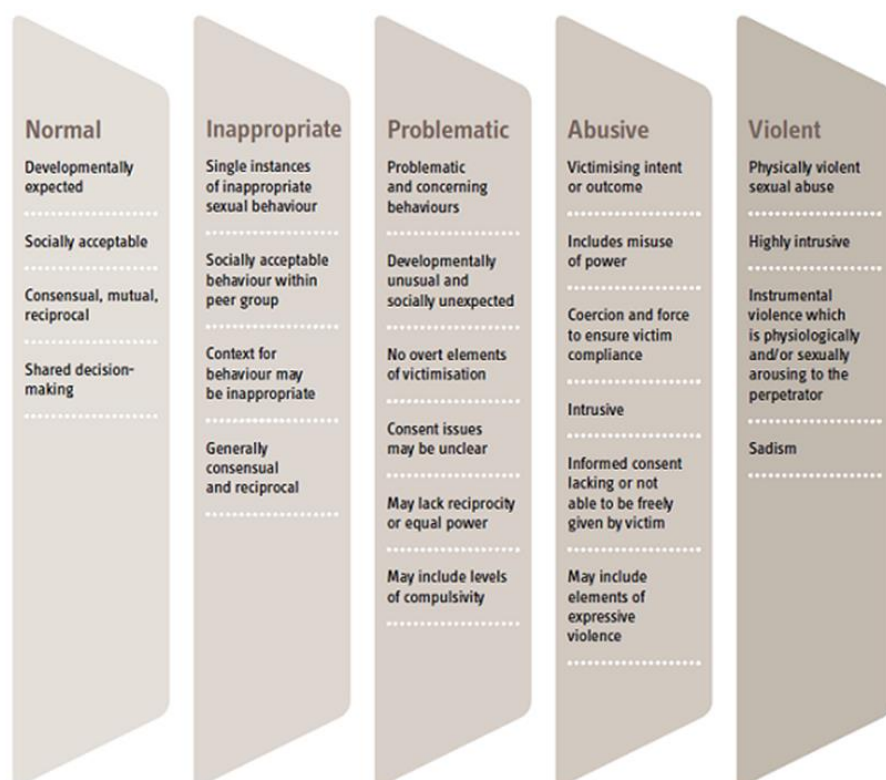 Normal
Developmentally
expected
Socially acceptable
Consensual, mutual,
reciprocal
Shared decision-
making
Inappropriate
Single instances
of inappropriate
sexual behaviour
Socially acceptable
behaviour within
peer group
Context for
behaviour may
be inappropriate
Generally
consensual
and reciprocal
Problematic
Problematic
and concerning
behaviours
Developmentally
unusual and
socially unexpected
No overt elements
of victimisation
Consent issues
may be unclear
May lack reciprocity
or equal power
May include levels
of compulsivity
Abusive
Victimising intent
or outcome
Includes misuse
of power
Coercion and force
to ensure victim
compliance
Intrusive
Informed consent
lacking or not
able to be freely
given by victim
May include
elements of
expressive
violence
Violent
Physically violent
sexual abuse
Highly intrusive
Instrumental
violence which
is physiologically
and/or sexually
arousing to the
perpetrator
Sadism